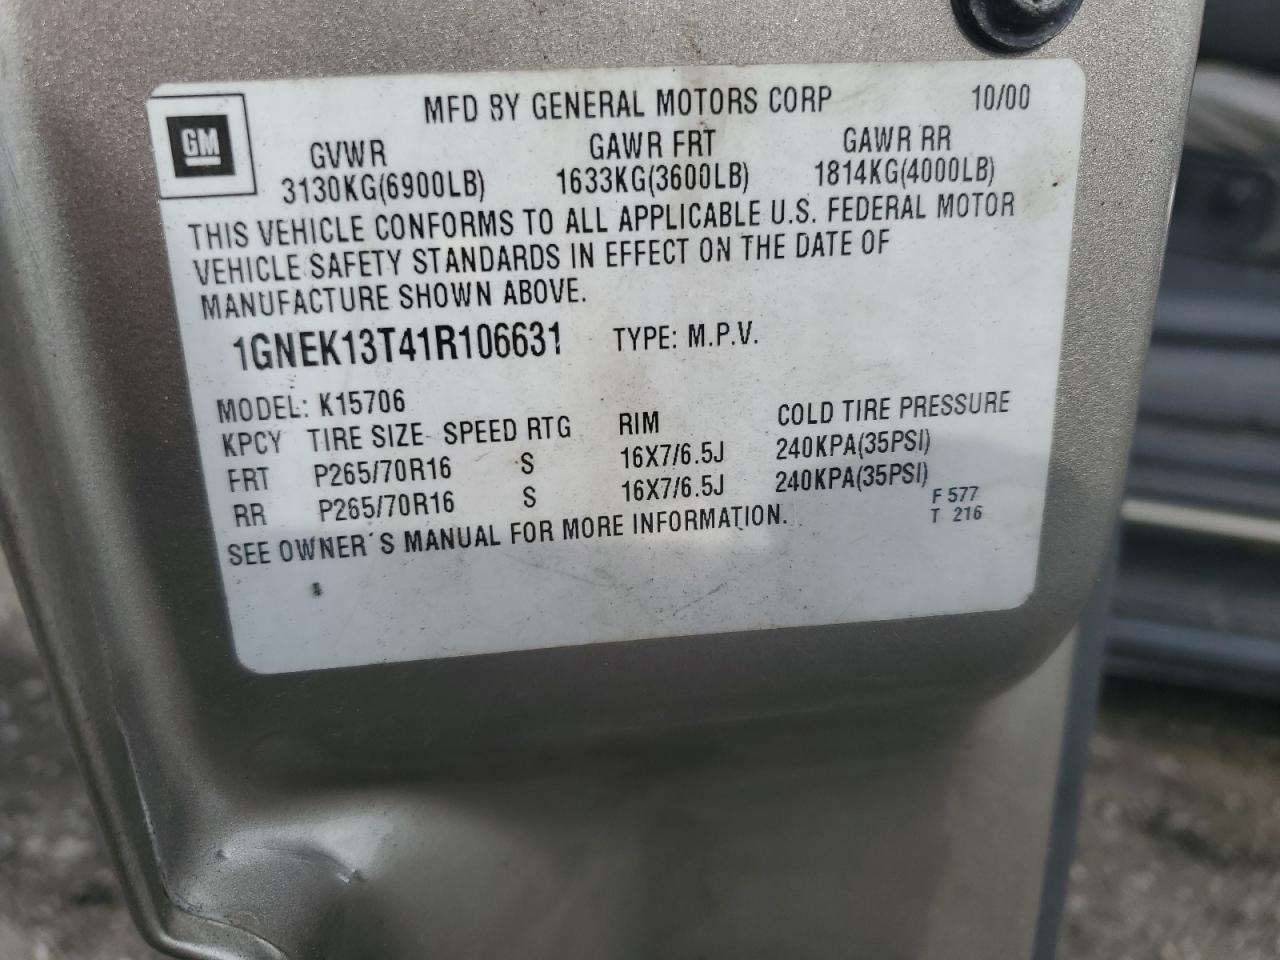 MFD BY GENERAL MOTORS CORP 10/00
GM
GVWR GAWR FRT GAWR RR
3130KG(6900LB) 1633KG(3600LB) 1814KG(4000LB)
THIS VEHICLE CONFORMS TO ALL APPLICABLE U.S. FEDERAL MOTOR
VEHICLE SAFETY STANDARDS IN EFFECT ON THE DATE OF
MANUFACTURE SHOWN ABOVE.
1GNEK13T41R106631 TYPE: M.P.V.
MODEL: K15706
KPCY TIRE SIZE SPEED RTG RIM COLD TIRE PRESSURE
FRT P265/70R16 S 16X7/6.5J 240KPA(35PSI)
RR P265/70R16 S 16X7/6.5J 240KPA(35PSI)
SEE OWNER'S MANUAL FOR MORE INFORMATION.
F 577
T 216